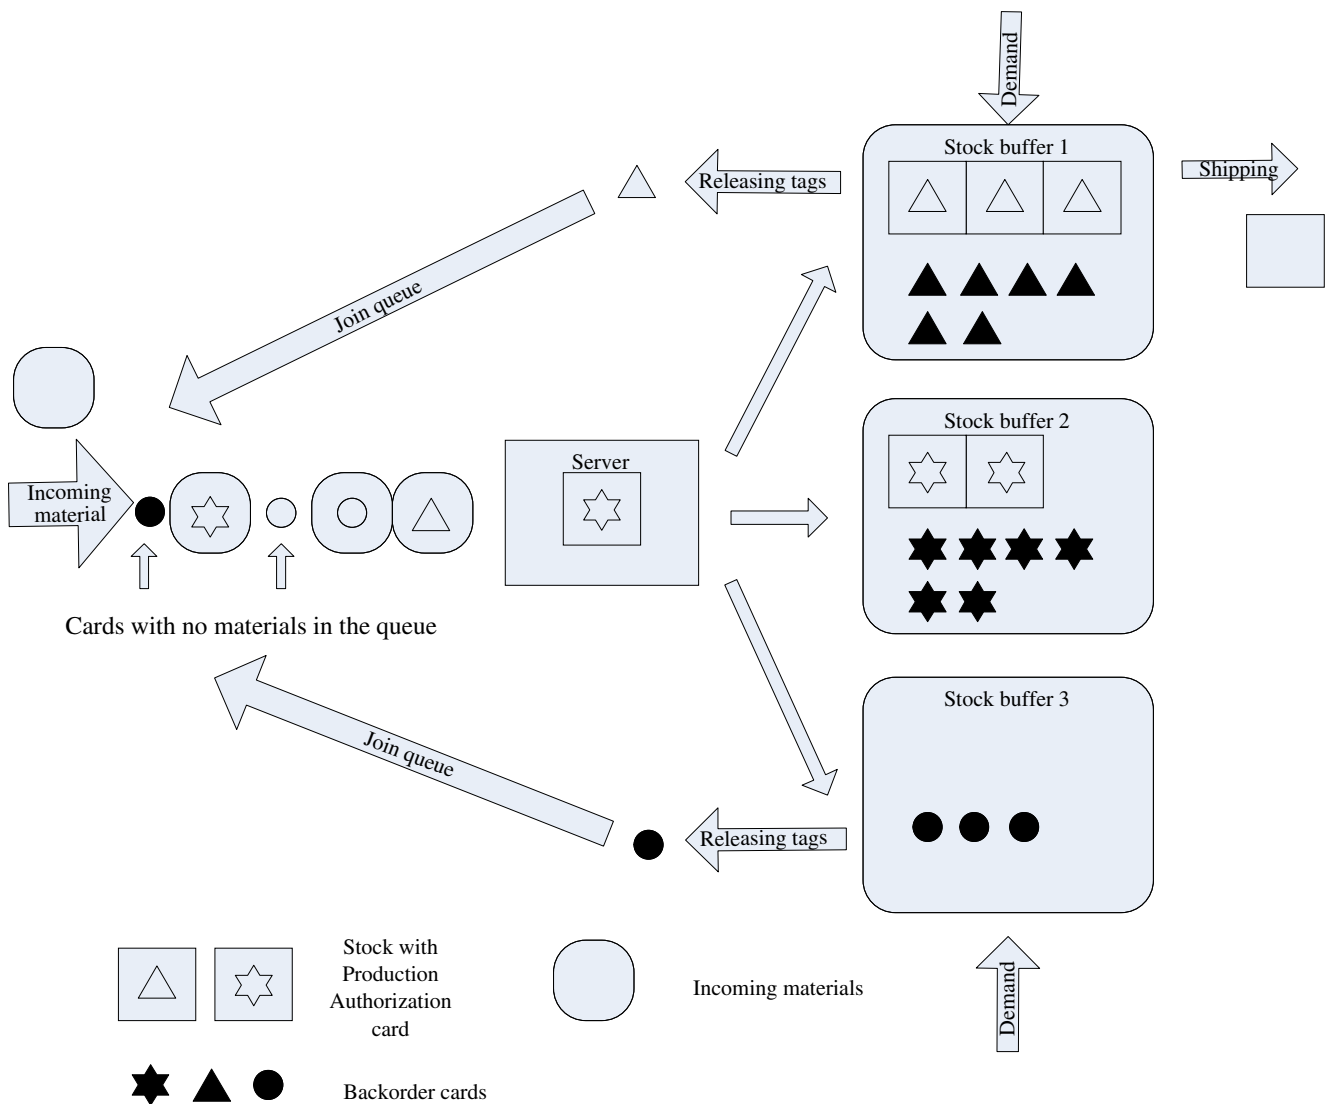 Demand
Stock buffer 1
Releasing tags
Shipping
Join queue
Stock buffer 2
Server
Incoming
material
Cards with no materials in the queue
Stock buffer 3
Join queue
Releasing tags
Stock with
Production
Authorization
card
Incoming materials
Demand
Backorder cards